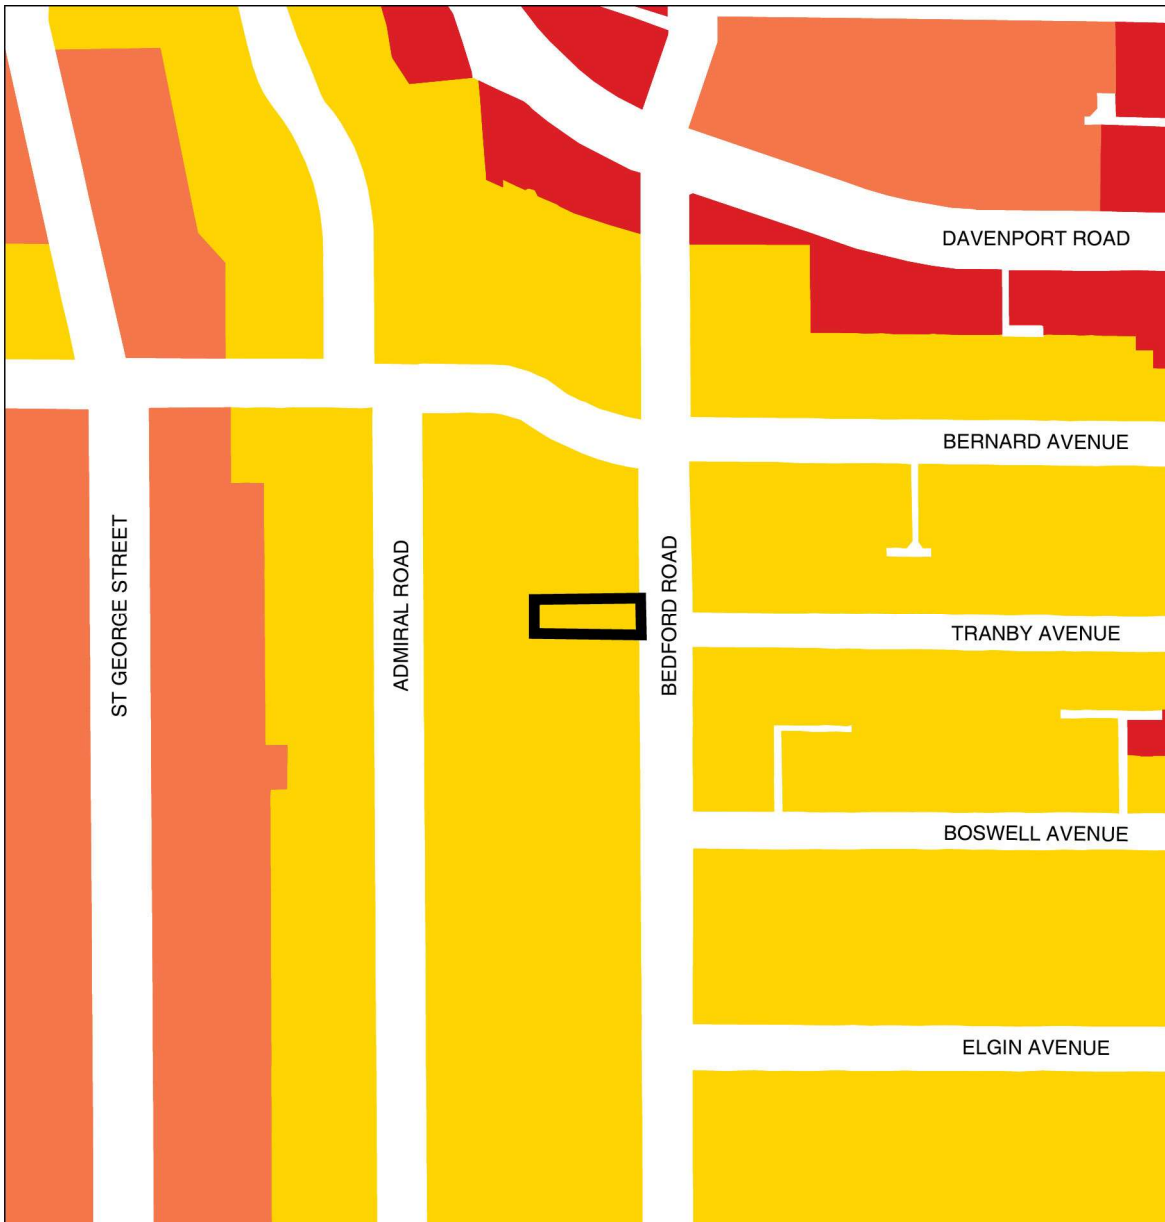 DAVENPORT ROAD
BERNARD AVENUE
ST GEORGE STREET
ADMIRAL ROAD
BEDFORD ROAD
TRANBY AVENUE
BOSWELL AVENUE
ELGIN AVENUE